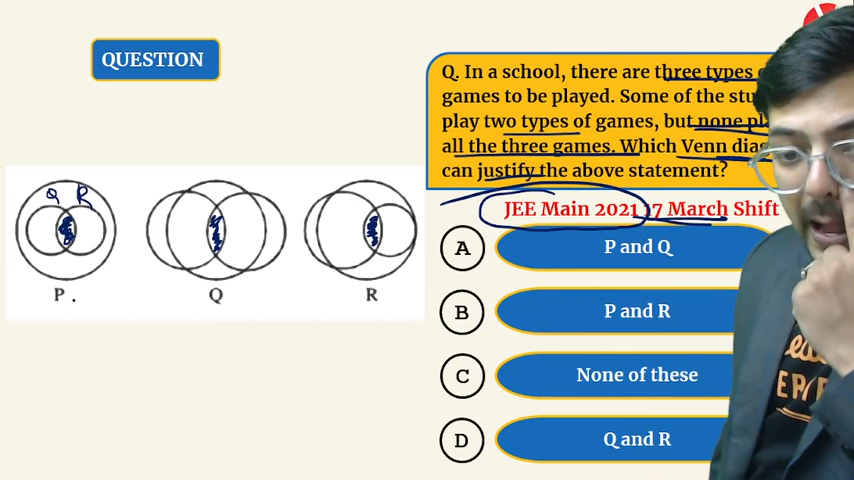 QUESTION
Q. In a school, there are three types
games to be played. Some of the stu
play two types of games, but none pl
all the three games. Which Venn diag
can justify the above statement?
JEE Main 2021 17 March Shift
Q R
P
Q
R
A P and Q
B P and R
C None of these
D Q and R